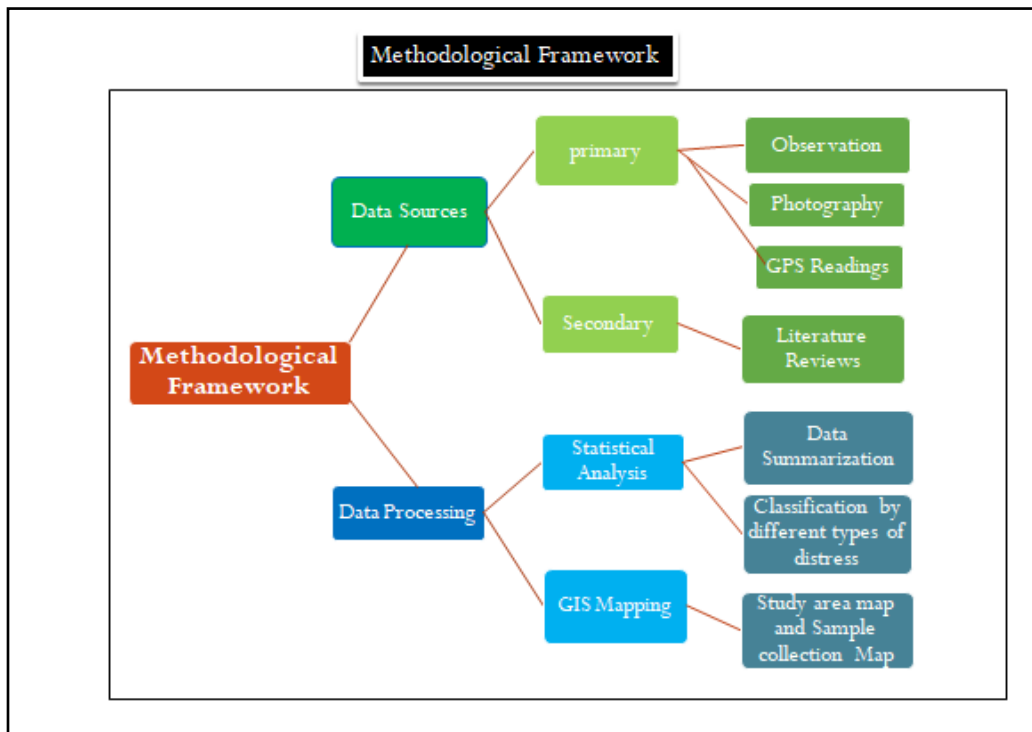 Methodological Framework
primary
Observation
Data Sources
Photography
GPS Readings
Secondary
Literature
Reviews
Methodological
Framework
Statistical
Analysis
Data
Summarization
Data Processing
Classification by
different types of
distress
GIS Mapping
Study area map
and Sample
collection Map